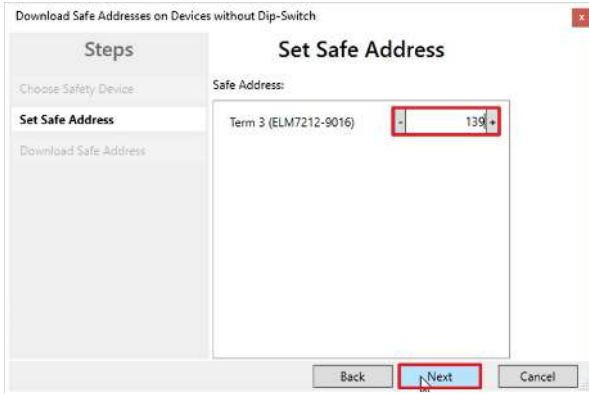 Download Safe Addresses on Devices without Dip-Switch
x
Steps
Set Safe Address
Choose Safety Device
Set Safe Address
Download Safe Address
Safe Address:
Term 3 (ELM7212-9016)
- 139 +
Back
Next
Cancel